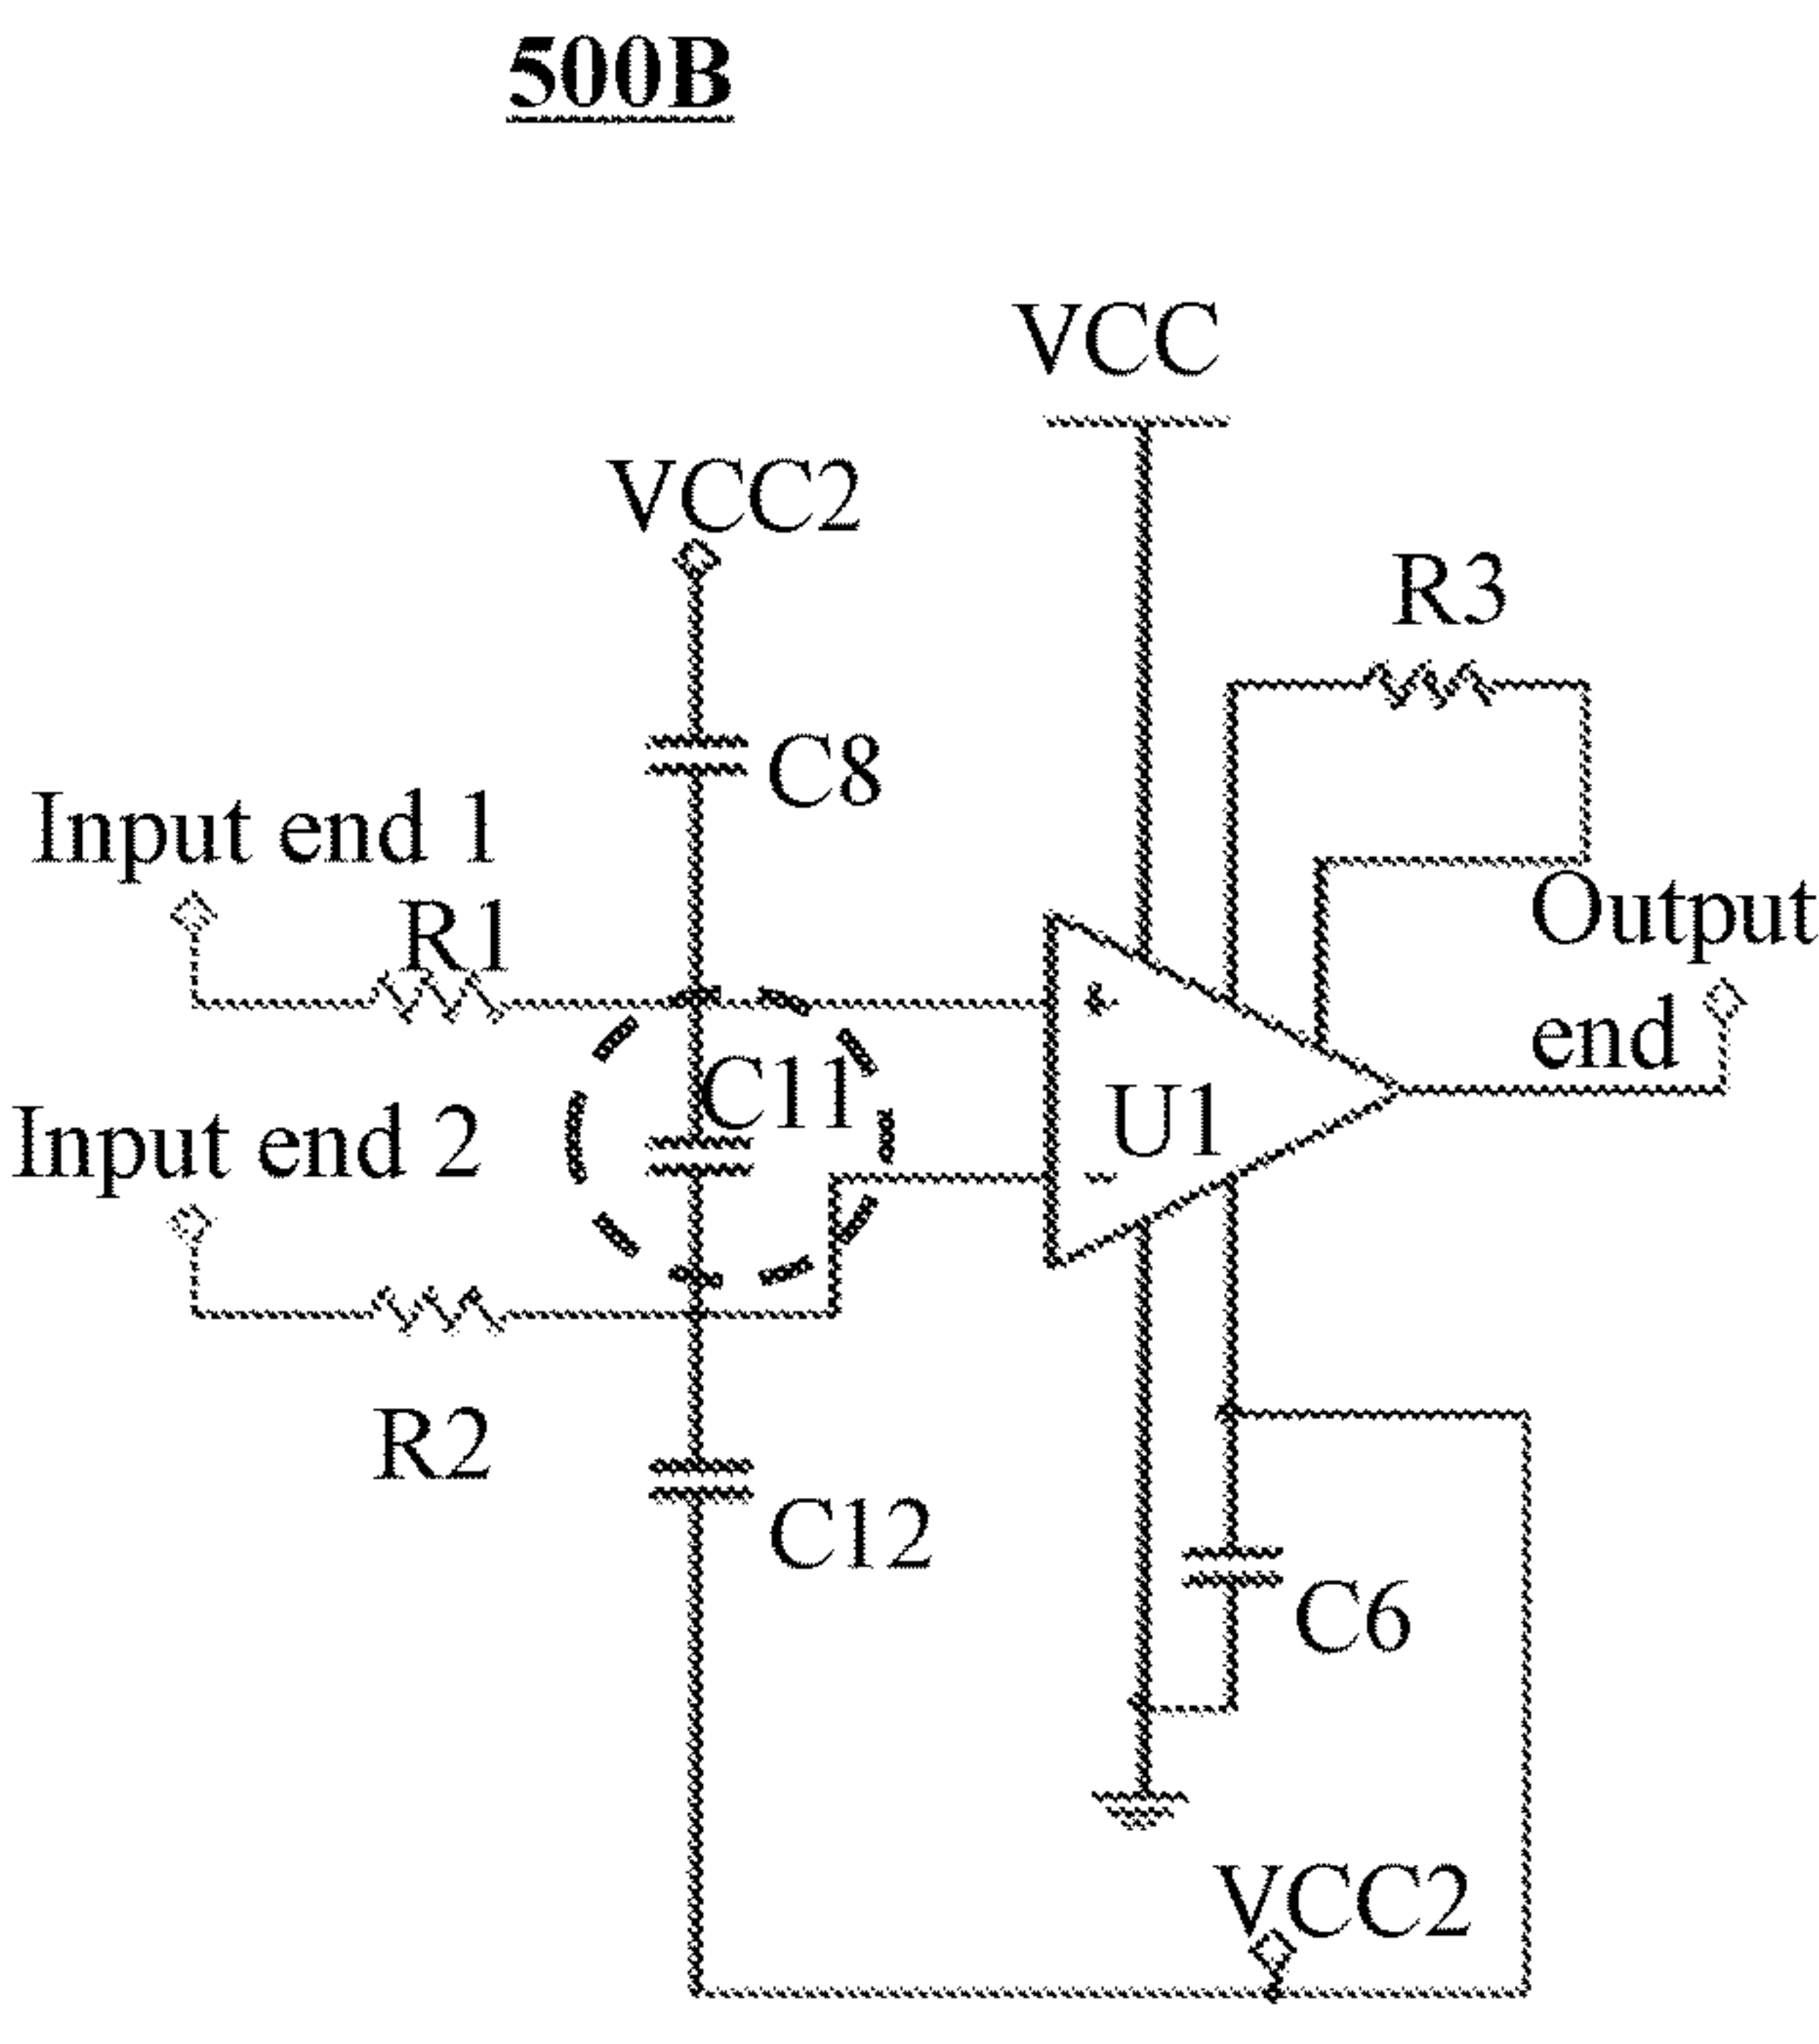 500B
VCC
VCC2
R3
C8
Input end 1
R1
Output
end
+
C11
U1
Input end 2
-
R2
C12
C6
VCC2